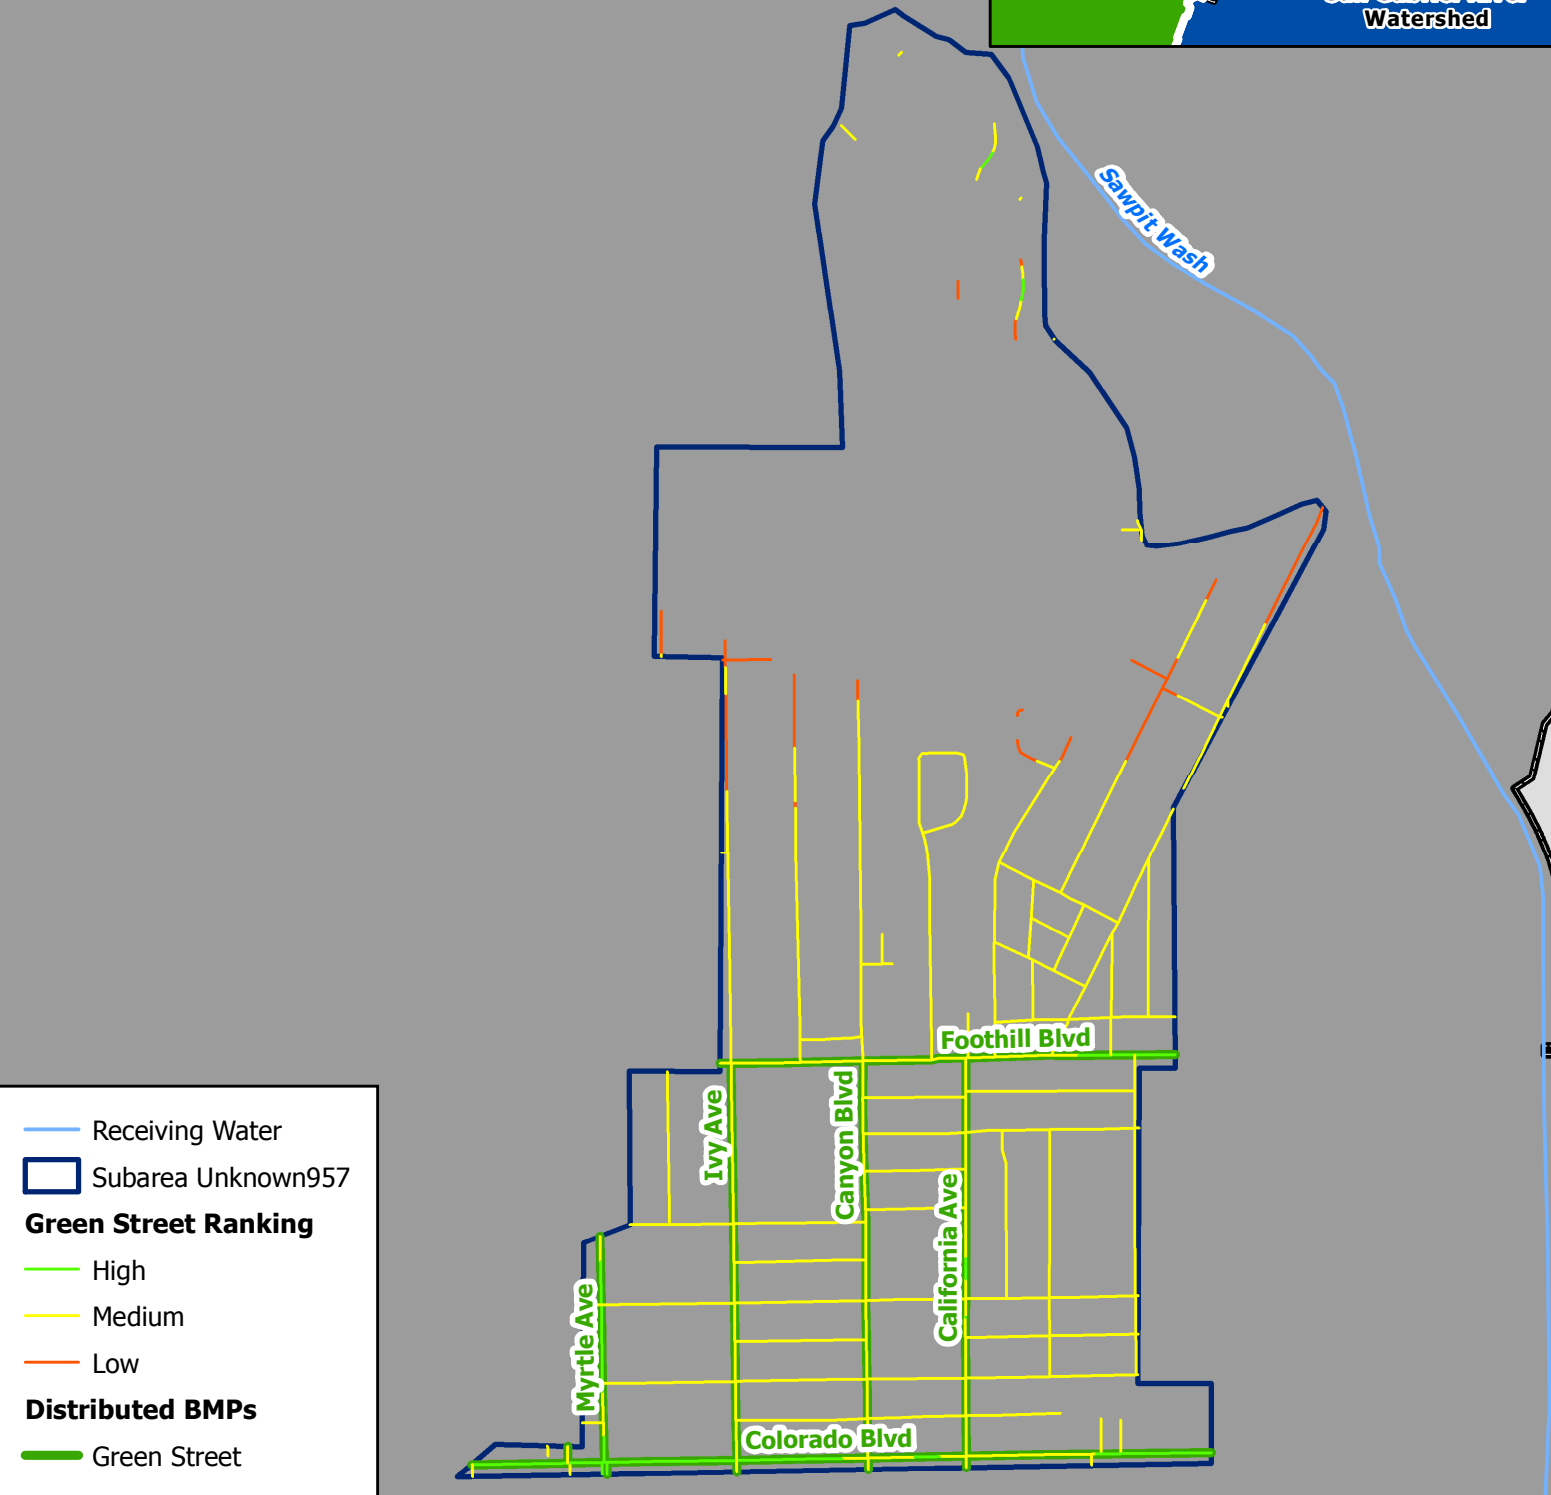 Watershed
Sawpit Wash
Foothill Blvd
Ivy Ave
Canyon Blvd
California Ave
Myrtle Ave
Colorado Blvd
Receiving Water
Subarea Unknown957
Green Street Ranking
High
Medium
Low
Distributed BMPs
Green Street